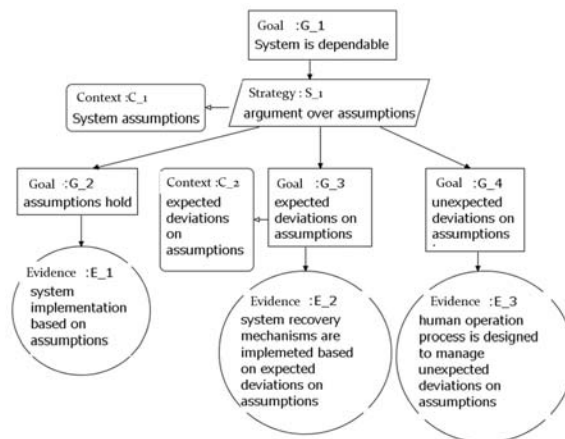 Goal :G_1
System is dependable
Context :C_1
System assumptions
Strategy : S_1
argument over assumptions
Goal :G_2
assumptions hold
Context :C_2
expected
deviations
on
assumptions
Goal :G_3
expected
deviations on
assumptions
Goal :G_4
unexpected
deviations on
assumptions
.
Evidence :E_1
system
implementation
based on
assumptions
Evidence :E_2
system recovery
mechanisms are
implemeted based
on expected
deviations on
assumptions
Evidence :E_3
human operation
process is designed
to manage
unexpected
deviations on
assumptions